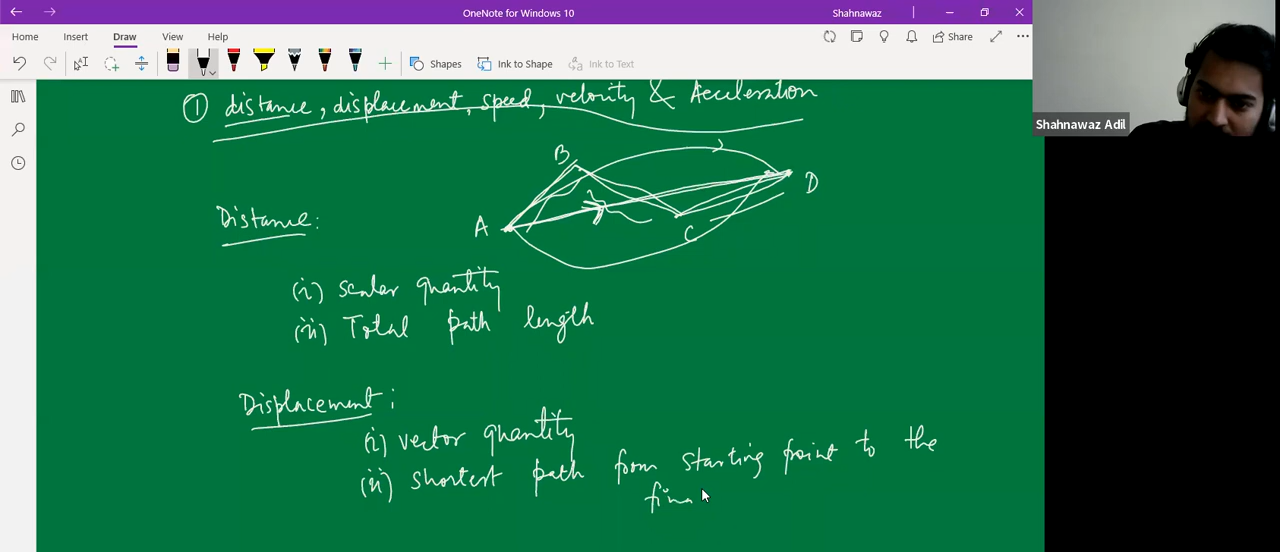 OneNote for Windows 10
Shahnawaz
Home Insert Draw View Help
Share
Shapes Ink to Shape Ink to Text
① distance, displacement, speed, velocity & Acceleration
Shahnawaz Adil
B
D
Distance:
A
C
(i) scalar quantity
(ii) Total path length
Displacement:
(i) vector quantity
(ii) shortest path from starting point to the
fina